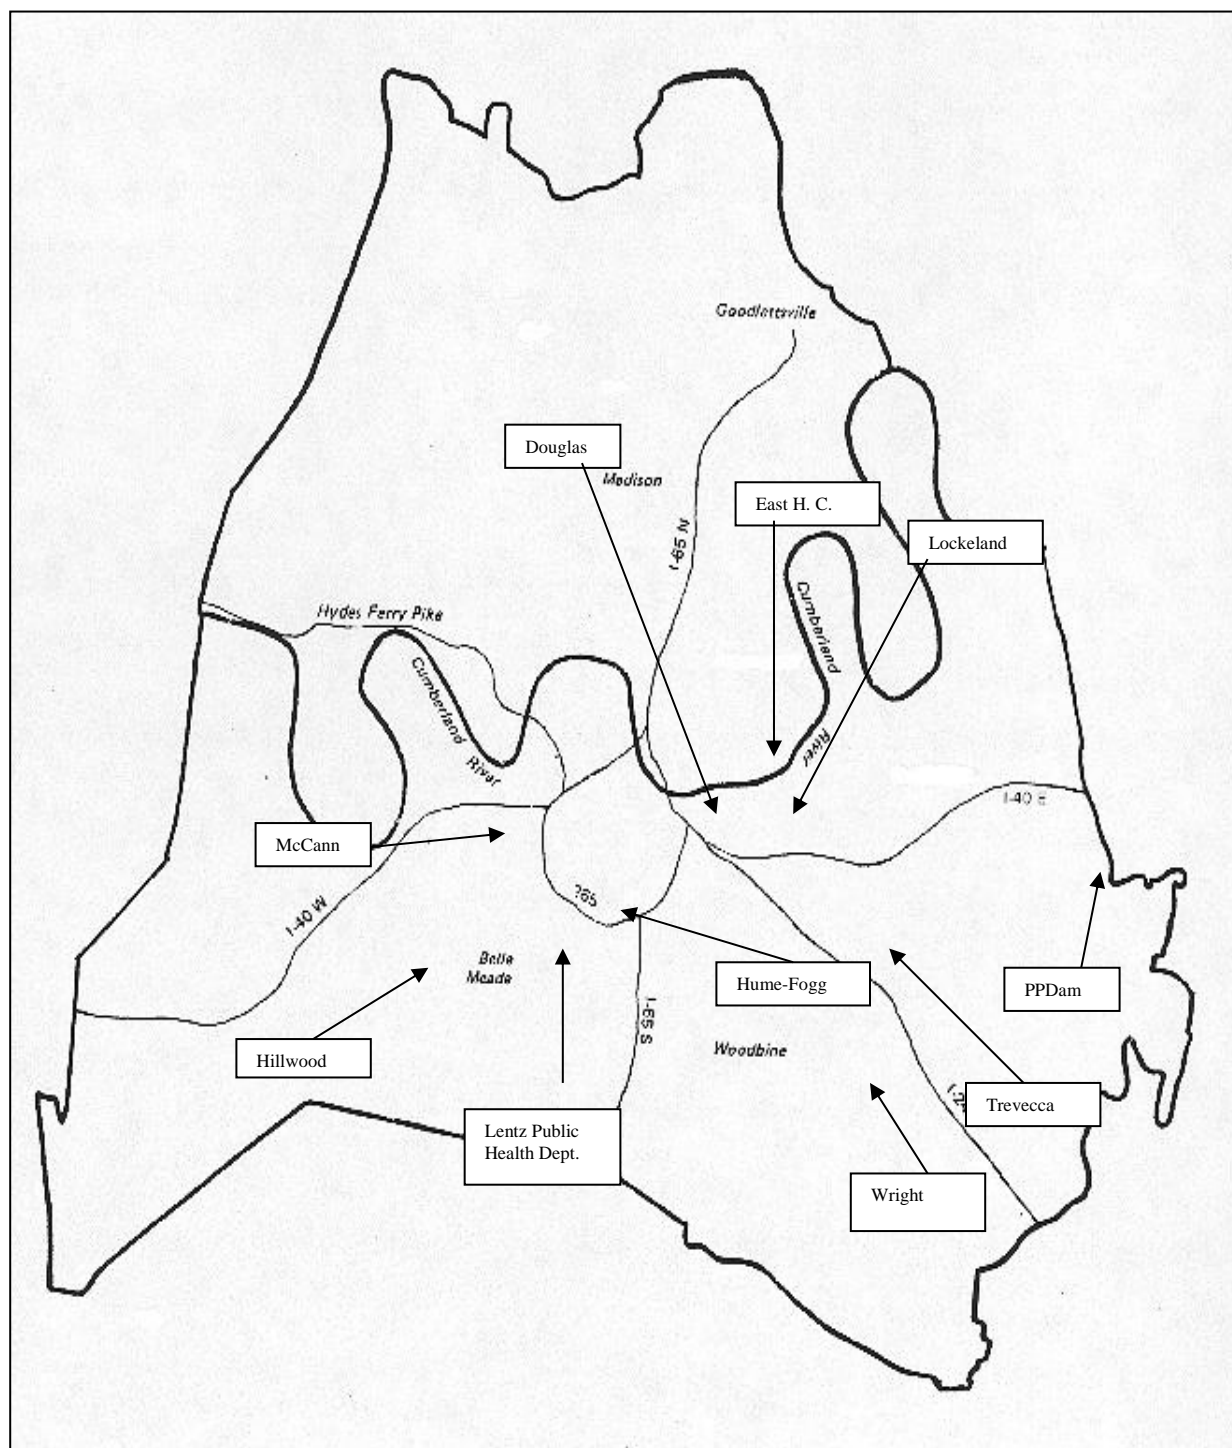 Goodlettsville
Douglas
Madison
East H. C.
Lockeland
I-65 N
Hydes Ferry Pike
Cumberland
River
Cumberland
River
I-40 E
McCann
?65
I-40 W
Belle
Meade
Hume-Fogg
PPDam
I-65 S
Woodbine
Hillwood
Trevecca
Lentz Public
Health Dept.
Wright